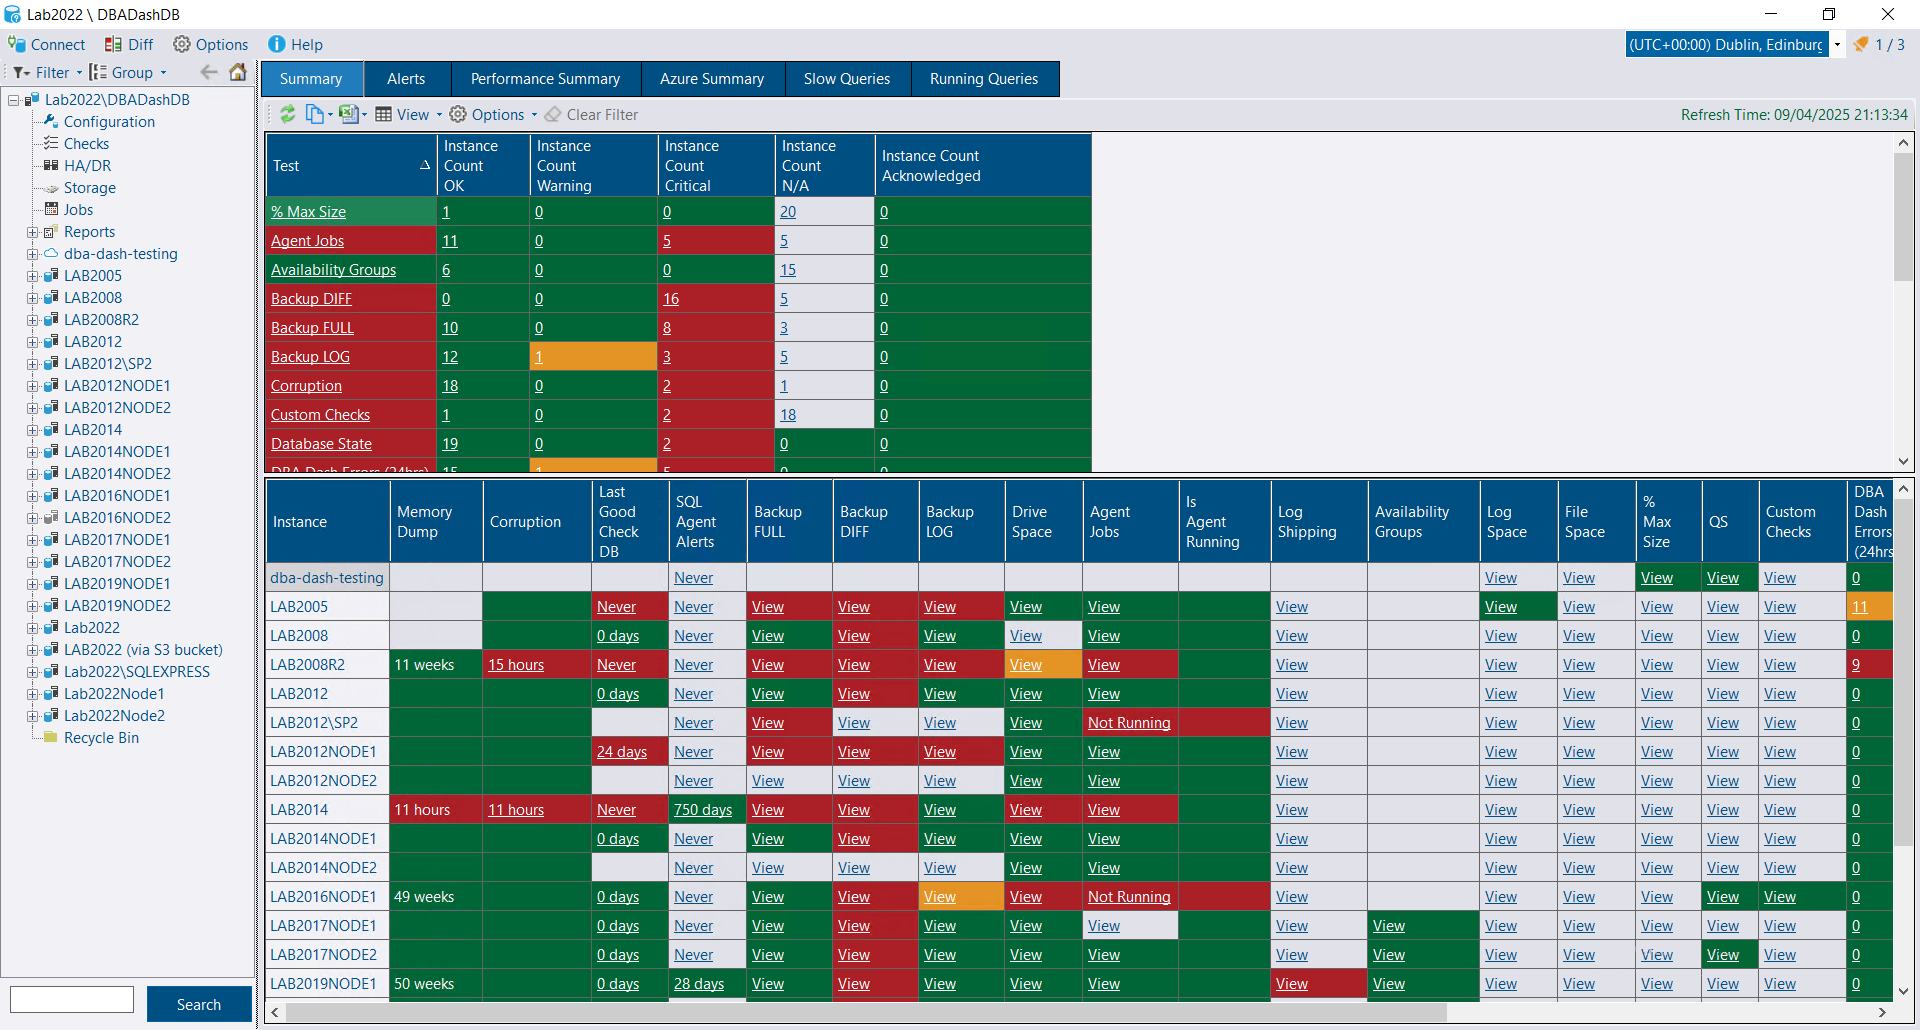 Lab2022 \ DBADashDB
Connect Diff Options Help
(UTC+00:00) Dublin, Edinburg 1 / 3
Filter Group
Lab2022\DBADashDB
Configuration
Checks
HA/DR
Storage
Jobs
Reports
dba-dash-testing
LAB2005
LAB2008
LAB2008R2
LAB2012
LAB2012\SP2
LAB2012NODE1
LAB2012NODE2
LAB2014
LAB2014NODE1
LAB2014NODE2
LAB2016NODE1
LAB2016NODE2
LAB2017NODE1
LAB2017NODE2
LAB2019NODE1
LAB2019NODE2
Lab2022
LAB2022 (via S3 bucket)
Lab2022\SQLEXPRESS
Lab2022Node1
Lab2022Node2
Recycle Bin
Search
Summary Alerts Performance Summary Azure Summary Slow Queries Running Queries
View Options Clear Filter Refresh Time: 09/04/2025 21:13:34
Test Instance Count OK Instance Count Warning Instance Count Critical Instance Count N/A Instance Count Acknowledged
% Max Size 1 0 0 20 0
Agent Jobs 11 0 5 5 0
Availability Groups 6 0 0 15 0
Backup DIFF 0 0 16 5 0
Backup FULL 10 0 8 3 0
Backup LOG 12 1 3 5 0
Corruption 18 0 2 1 0
Custom Checks 1 0 2 18 0
Database State 19 0 2 0 0
DBA Dash Errors (24hrs) 15 1 5 0 0
Instance Memory Dump Corruption Last Good Check DB SQL Agent Alerts Backup FULL Backup DIFF Backup LOG Drive Space Agent Jobs Is Agent Running Log Shipping Availability Groups Log Space File Space % Max Size QS Custom Checks DBA Dash Errors (24hrs
dba-dash-testing Never View View View View View 0
LAB2005 Never Never View View View View View View View View View View View 11
LAB2008 0 days Never View View View View View View View View View View View 0
LAB2008R2 11 weeks 15 hours Never Never View View View View View View View View View View View 9
LAB2012 0 days Never View View View View View View View View View View View 0
LAB2012\SP2 Never View View View View Not Running View View View View View View 0
LAB2012NODE1 24 days Never View View View View View View View View View View View 0
LAB2012NODE2 Never View View View View View View View View View View View 0
LAB2014 11 hours 11 hours Never 750 days View View View View View View View View View View View 0
LAB2014NODE1 0 days Never View View View View View View View View View View View 0
LAB2014NODE2 Never View View View View View View View View View View View 0
LAB2016NODE1 49 weeks 0 days Never View View View View Not Running View View View View View View 0
LAB2017NODE1 0 days Never View View View View View View View View View View View View 0
LAB2017NODE2 0 days Never View View View View View View View View View View View View 0
LAB2019NODE1 50 weeks 0 days 28 days View View View View View View View View View View View View 0